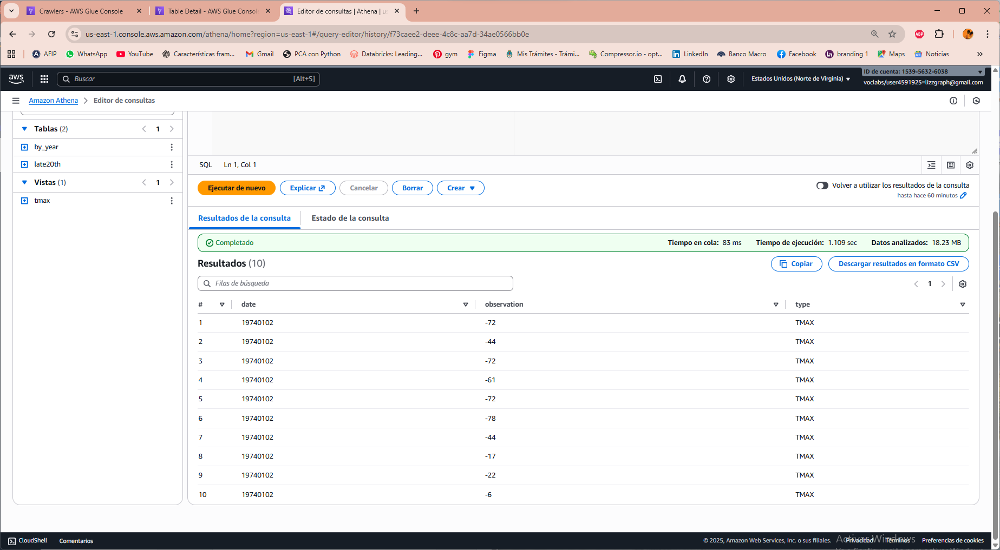 Crawlers - AWS Glue Console
Table Detail - AWS Glue Consol
Editor de consultas | Athena | us
us-east-1.console.aws.amazon.com/athena/home?region=us-east-1#/query-editor/history/f73caee2-deee-4c8c-aa7d-34ae0566bb0e
ABP
AFIP WhatsApp YouTube Características fram... Gmail PCA con Python Databricks: Leading... gym Figma Mis Trámites - Trámi... Compressor.io - opt... LinkedIn Banco Macro Facebook branding 1 Maps Noticias
aws Buscar [Alt+S] Estados Unidos (Norte de Virginia) ID de cuenta: 1539-5632-6038
voclabs/user4591925=lizzgraph@gmail.com
Amazon Athena > Editor de consultas
Tablas (2) 1
by_year
late20th
Vistas (1) 1
tmax
SQL Ln 1, Col 1
Ejecutar de nuevo Explicar Cancelar Borrar Crear
Volver a utilizar los resultados de la consulta
hasta hace 60 minutos
Resultados de la consulta Estado de la consulta
Completado Tiempo en cola: 83 ms Tiempo de ejecución: 1.109 sec Datos analizados: 18.23 MB
Resultados (10) Copiar Descargar resultados en formato CSV
Filas de búsqueda 1
# date observation type
1 19740102 -72 TMAX
2 19740102 -44 TMAX
3 19740102 -72 TMAX
4 19740102 -61 TMAX
5 19740102 -72 TMAX
6 19740102 -78 TMAX
7 19740102 -44 TMAX
8 19740102 -17 TMAX
9 19740102 -22 TMAX
10 19740102 -6 TMAX
CloudShell Comentarios © 2025, Amazon Web Services, Inc. o sus filiales. Privacidad Términos Preferencias de cookies
Activar Windows
Ve a Configuración para activar Windows.